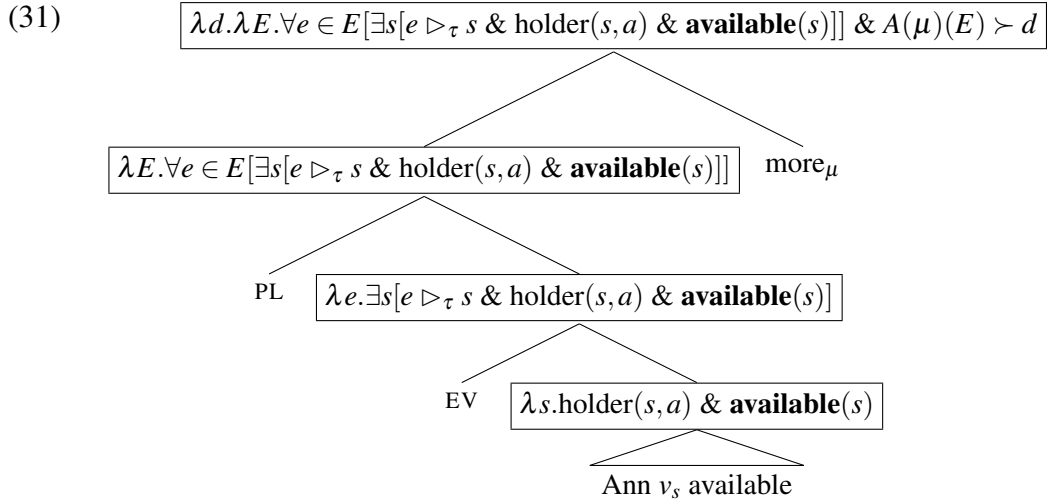 (31)
λd.λE.∀e ∈ E[∃s[e ▷τ s & holder(s,a) & available(s)]] & A(μ)(E) ≻ d
λE.∀e ∈ E[∃s[e ▷τ s & holder(s,a) & available(s)]]
moreμ
PL
λe.∃s[e ▷τ s & holder(s,a) & available(s)]
EV
λs.holder(s,a) & available(s)
Ann vs available